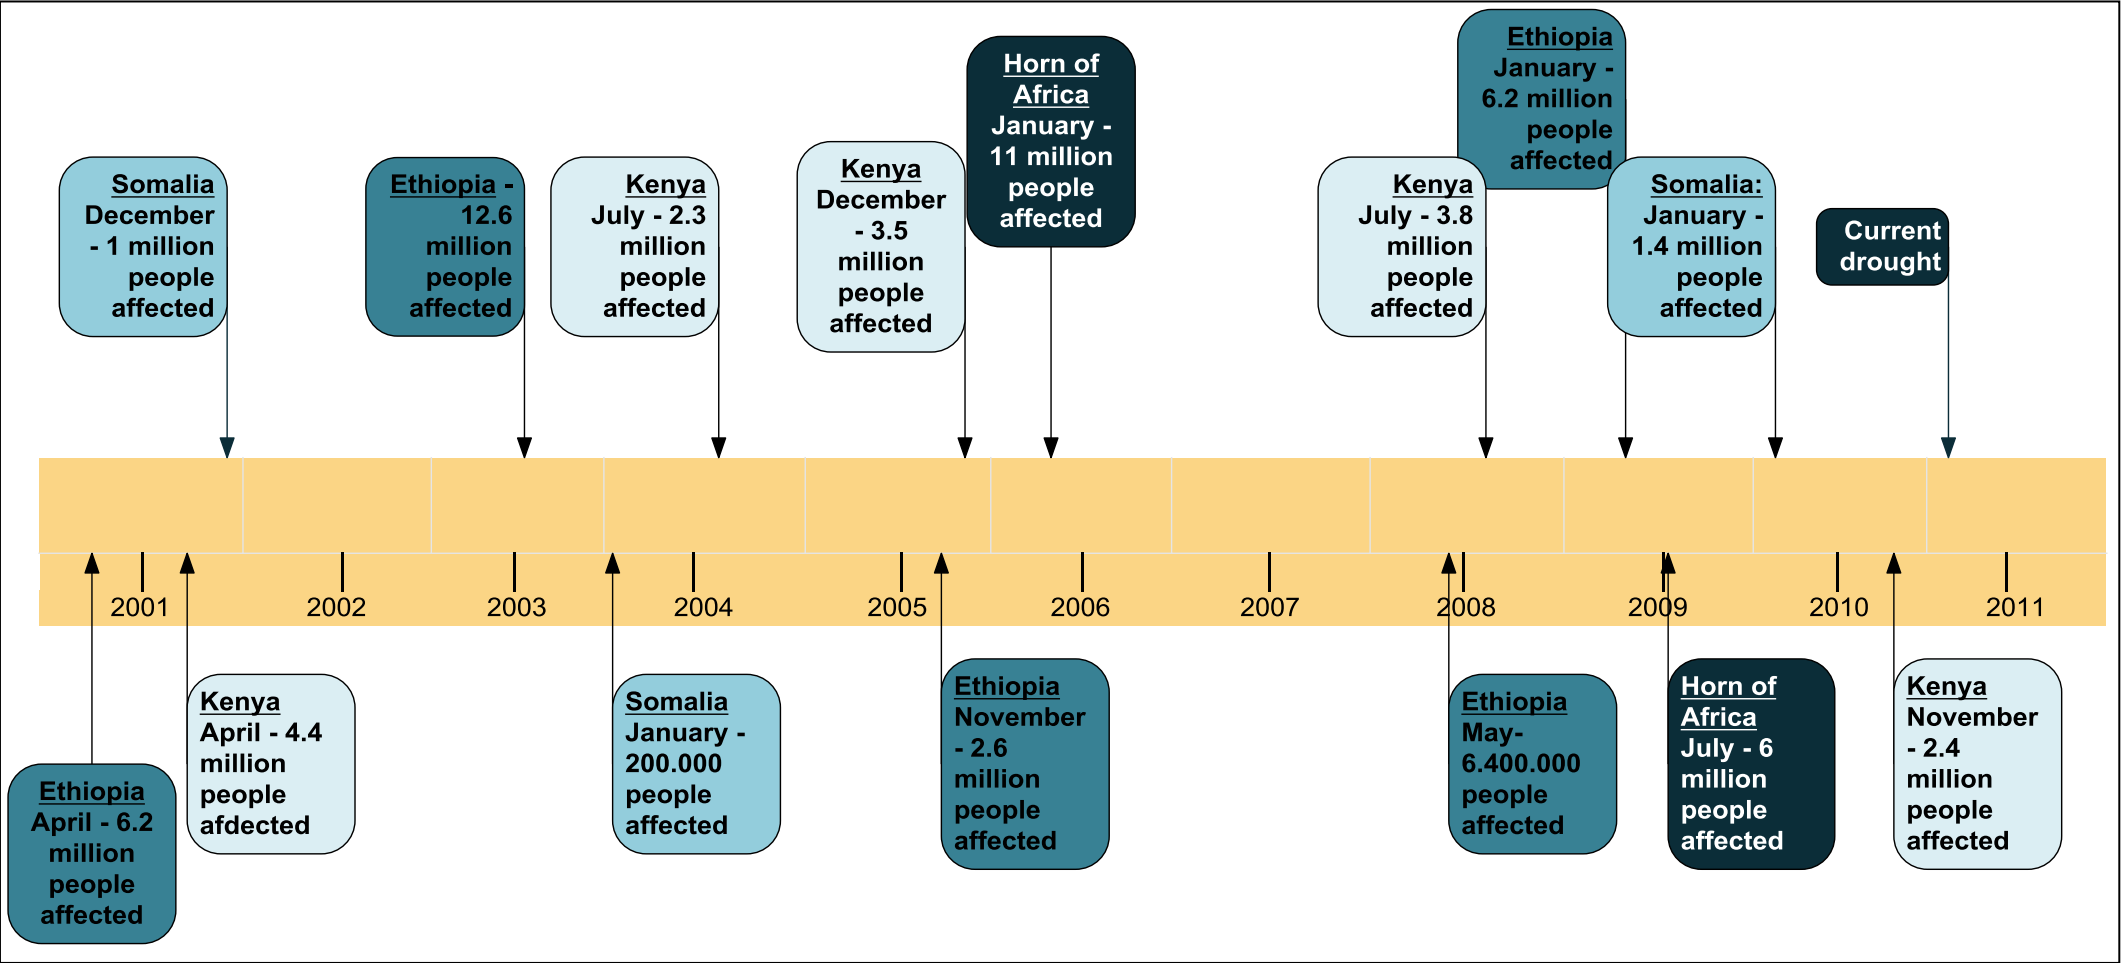 Somalia
December
- 1 million
people
affected
Ethiopia -
12.6
million
people
affected
Kenya
July - 2.3
million
people
affected
Kenya
December
- 3.5
million
people
affected
Horn of
Africa
January -
11 million
people
affected
Kenya
July - 3.8
million
people
affected
Ethiopia
January -
6.2 million
people
affected
Somalia:
January -
1.4 million
people
affected
Current
drought
2001
2002
2003
2004
2005
2006
2007
2008
2009
2010
2011
Ethiopia
April - 6.2
million
people
affected
Kenya
April - 4.4
million
people
afdected
Somalia
January -
200.000
people
affected
Ethiopia
November
- 2.6
million
people
affected
Ethiopia
May-
6.400.000
people
affected
Horn of
Africa
July - 6
million
people
affected
Kenya
November
- 2.4
million
people
affected